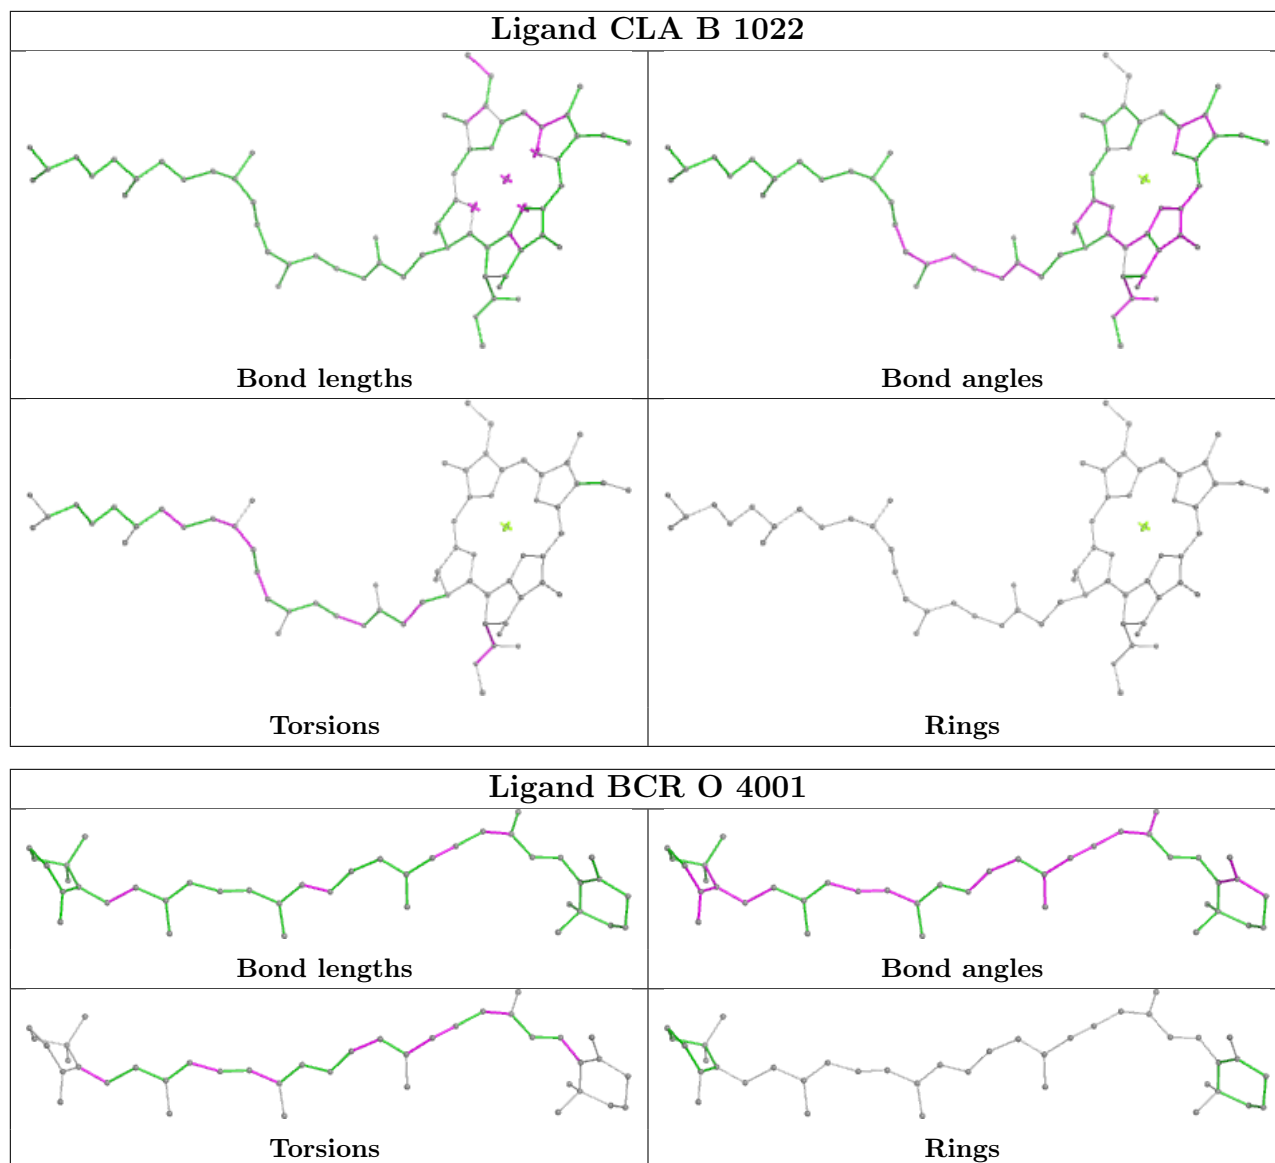 Ligand CLA B 1022
Bond lengths
Bond angles
Torsions
Rings
Ligand BCR O 4001
Bond lengths
Bond angles
Torsions
Rings